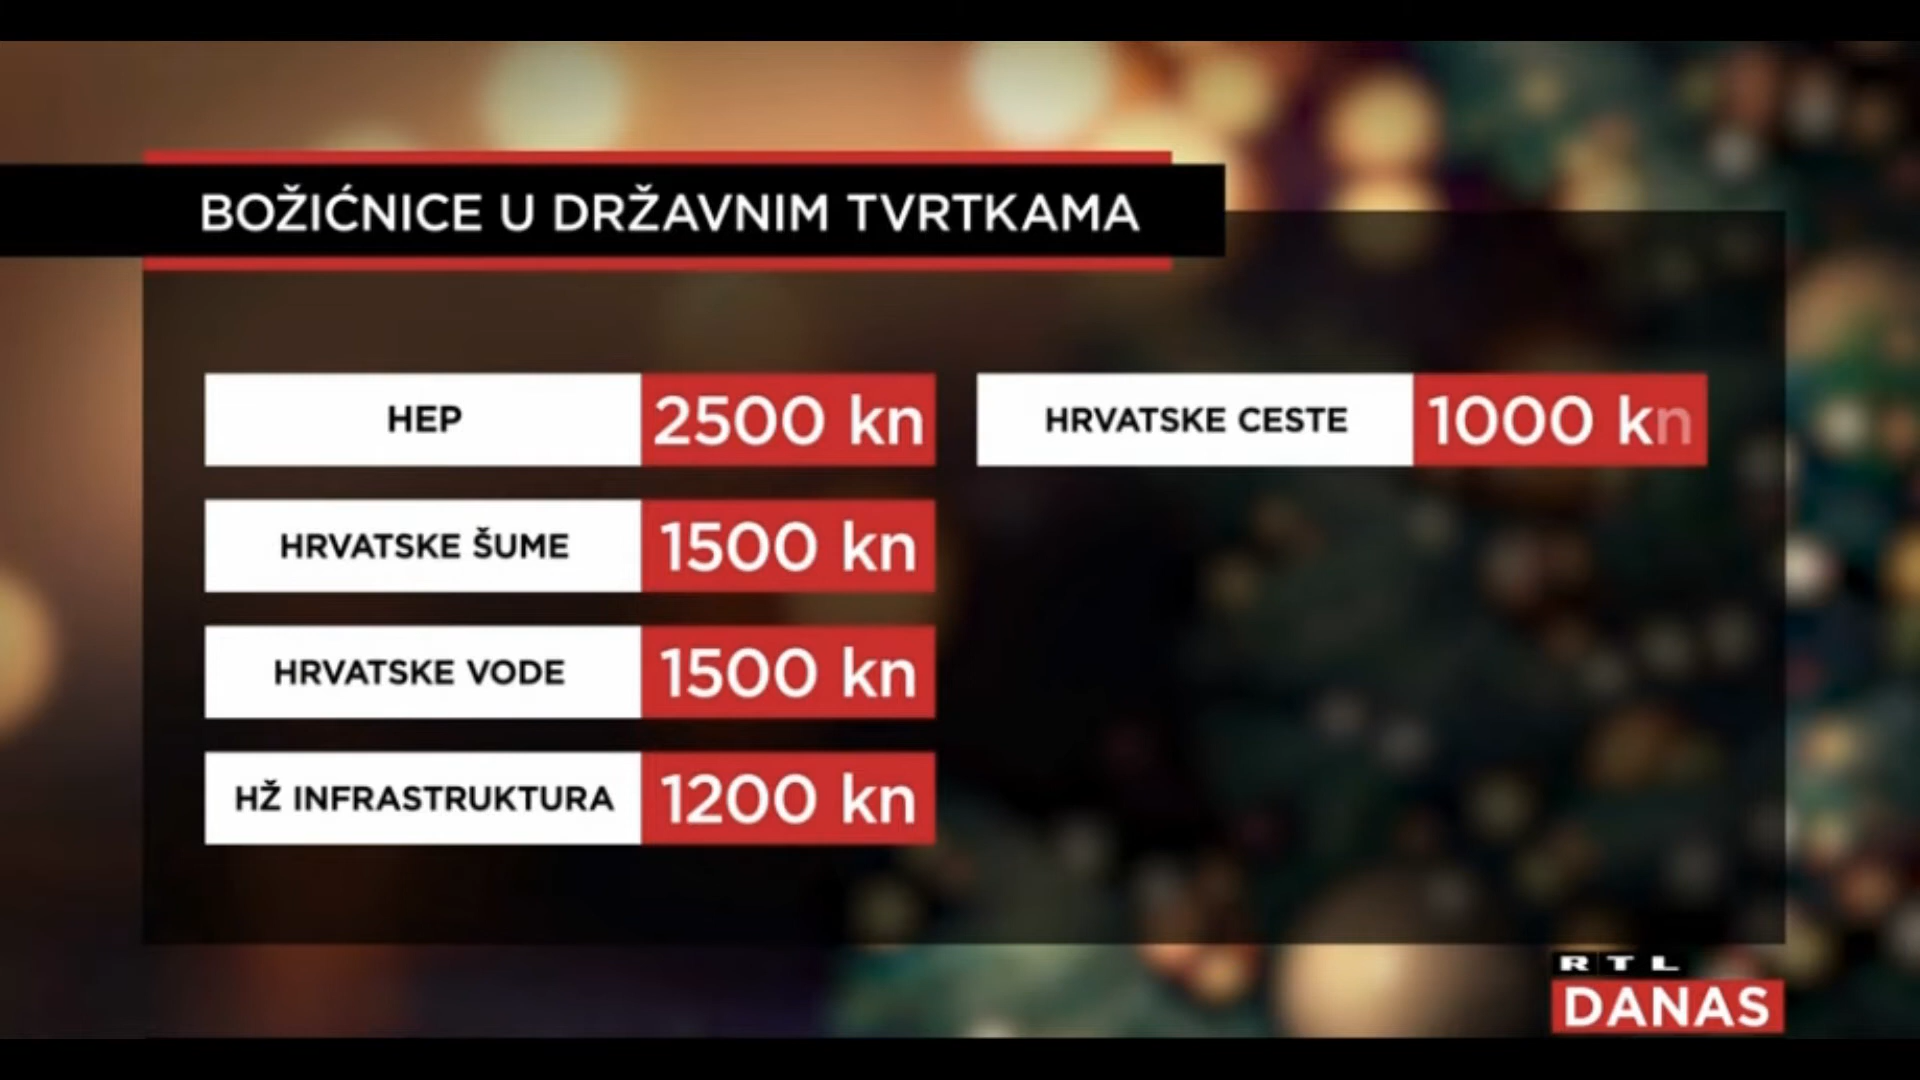 BOŽIĆNICE U DRŽAVNIM TVRTKAMA
HEP 2500 kn
HRVATSKE ŠUME 1500 kn
HRVATSKE VODE 1500 kn
HŽ INFRASTRUKTURA 1200 kn
HRVATSKE CESTE 1000 kn
RTL
DANAS